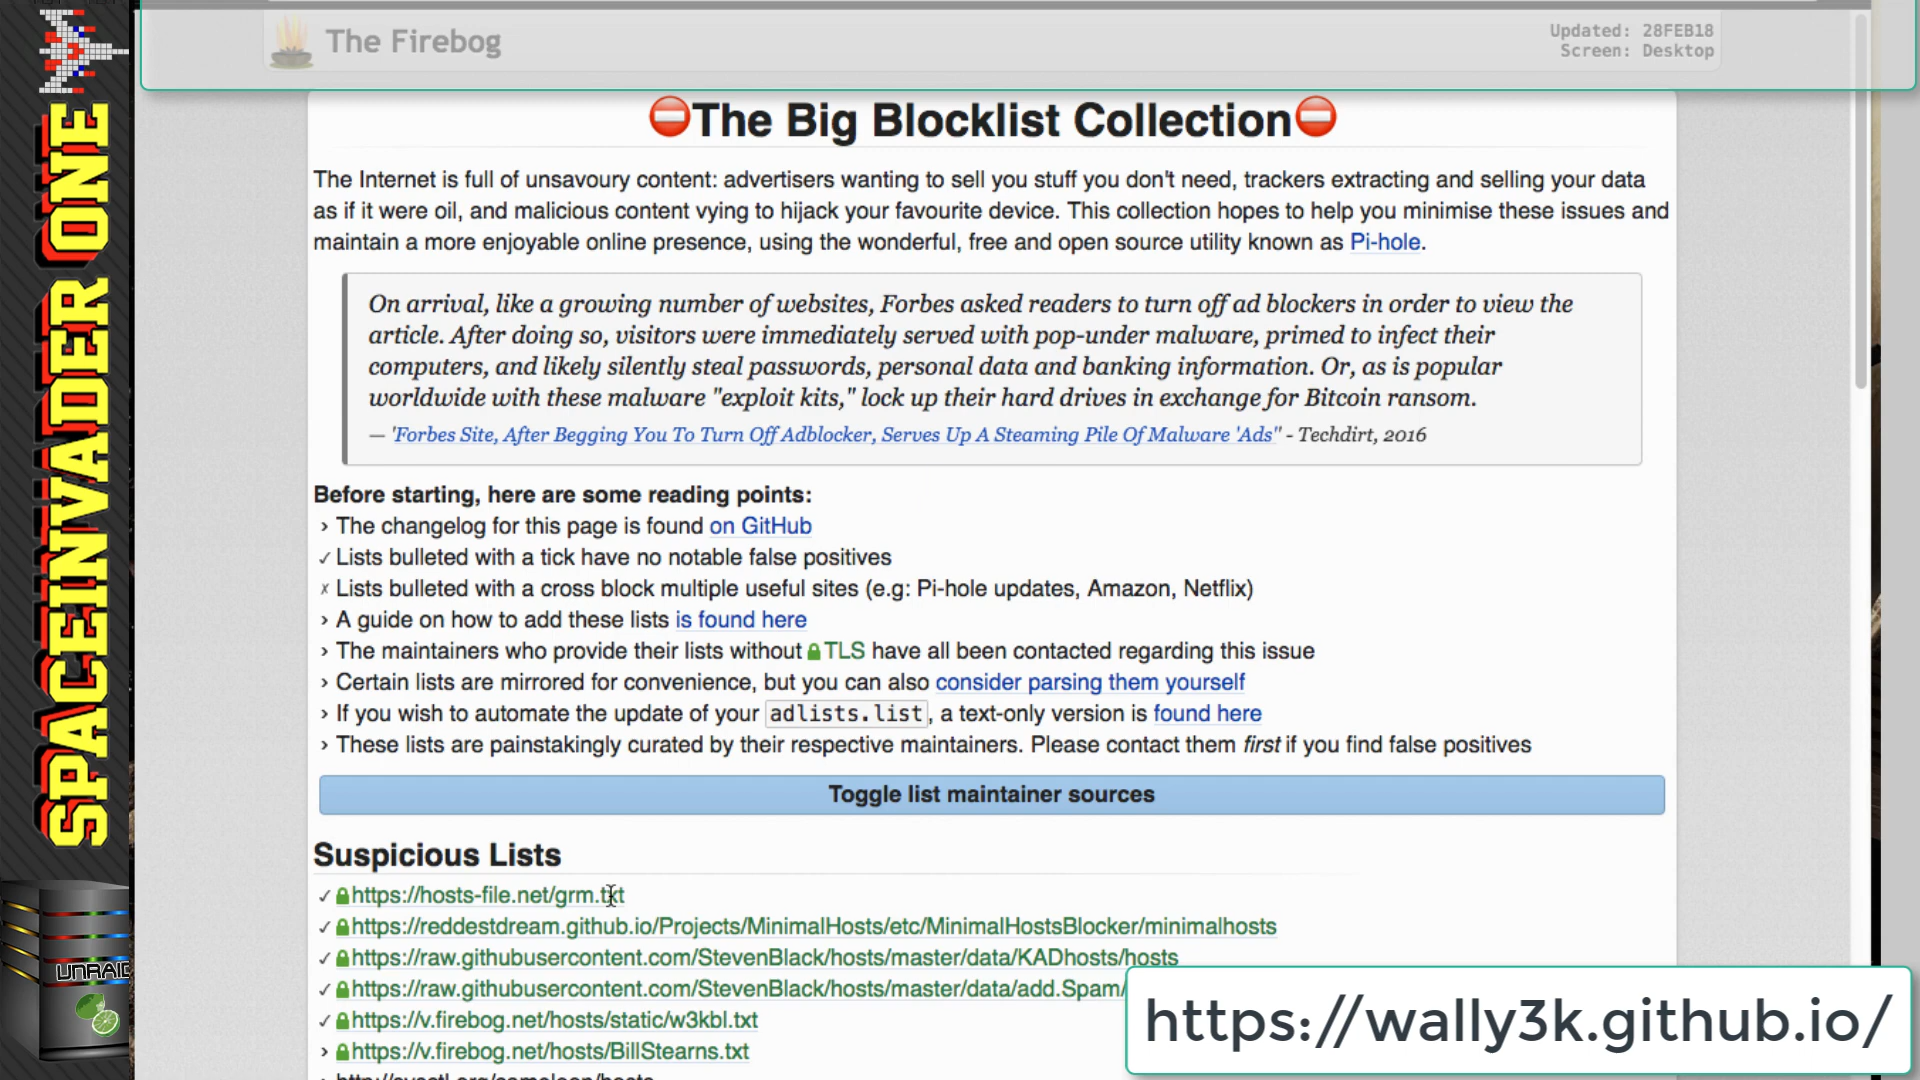 The Firebog
Updated: 28FEB18
Screen: Desktop
The Big Blocklist Collection
The Internet is full of unsavoury content: advertisers wanting to sell you stuff you don't need, trackers extracting and selling your data
as if it were oil, and malicious content vying to hijack your favourite device. This collection hopes to help you minimise these issues and
maintain a more enjoyable online presence, using the wonderful, free and open source utility known as Pi-hole.
On arrival, like a growing number of websites, Forbes asked readers to turn off ad blockers in order to view the
article. After doing so, visitors were immediately served with pop-under malware, primed to infect their
computers, and likely silently steal passwords, personal data and banking information. Or, as is popular
worldwide with these malware "exploit kits," lock up their hard drives in exchange for Bitcoin ransom.
— 'Forbes Site, After Begging You To Turn Off Adblocker, Serves Up A Steaming Pile Of Malware 'Ads'' - Techdirt, 2016
Before starting, here are some reading points:
› The changelog for this page is found on GitHub
✓ Lists bulleted with a tick have no notable false positives
✗ Lists bulleted with a cross block multiple useful sites (e.g: Pi-hole updates, Amazon, Netflix)
› A guide on how to add these lists is found here
› The maintainers who provide their lists without TLS have all been contacted regarding this issue
› Certain lists are mirrored for convenience, but you can also consider parsing them yourself
› If you wish to automate the update of your adlists.list, a text-only version is found here
› These lists are painstakingly curated by their respective maintainers. Please contact them first if you find false positives
Toggle list maintainer sources
Suspicious Lists
✓ https://hosts-file.net/grm.txt
✓ https://reddestdream.github.io/Projects/MinimalHosts/etc/MinimalHostsBlocker/minimalhosts
✓ https://raw.githubusercontent.com/StevenBlack/hosts/master/data/KADhosts/hosts
✓ https://raw.githubusercontent.com/StevenBlack/hosts/master/data/add.Spam/
✓ https://v.firebog.net/hosts/static/w3kbl.txt
› https://v.firebog.net/hosts/BillStearns.txt
› http://sysctl.org/cameleon/hosts
https://wally3k.github.io/
SPACEINVADER ONE
UNRAID